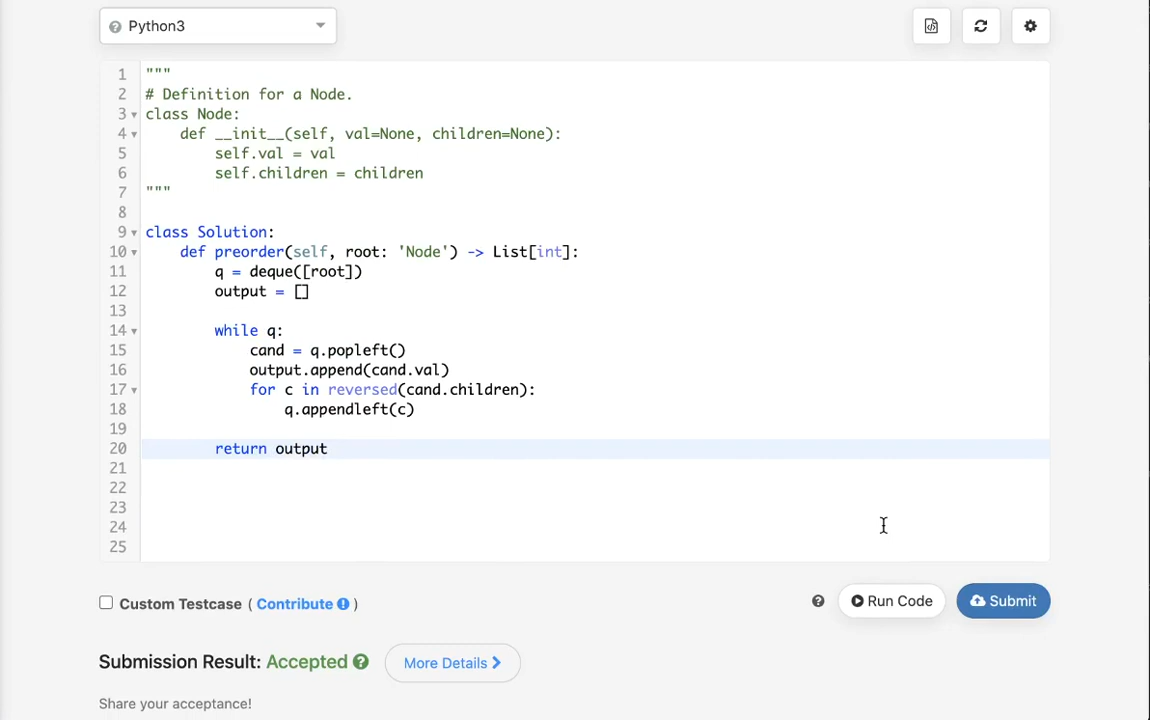 Python3
1 """
2 # Definition for a Node.
3 class Node:
4     def __init__(self, val=None, children=None):
5         self.val = val
6         self.children = children
7 """
8
9 class Solution:
10     def preorder(self, root: 'Node') -> List[int]:
11         q = deque([root])
12         output = []
13
14         while q:
15             cand = q.popleft()
16             output.append(cand.val)
17             for c in reversed(cand.children):
18                 q.appendleft(c)
19
20         return output
21
22
23
24
25
Custom Testcase ( Contribute )
Run Code
Submit
Submission Result: Accepted
More Details
Share your acceptance!